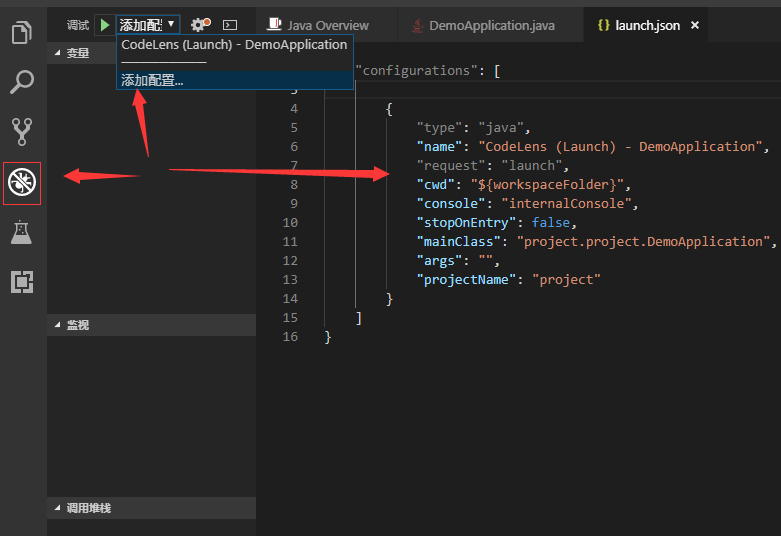 调试 添加配置
Java Overview DemoApplication.java {} launch.json ×
CodeLens (Launch) - DemoApplication
---------------------
添加配置...
变量
监视
调用堆栈
"configurations": [
3
4 {
5 "type": "java",
6 "name": "CodeLens (Launch) - DemoApplication",
7 "request": "launch",
8 "cwd": "${workspaceFolder}",
9 "console": "internalConsole",
10 "stopOnEntry": false,
11 "mainClass": "project.project.DemoApplication",
12 "args": "",
13 "projectName": "project"
14 }
15 ]
16 }